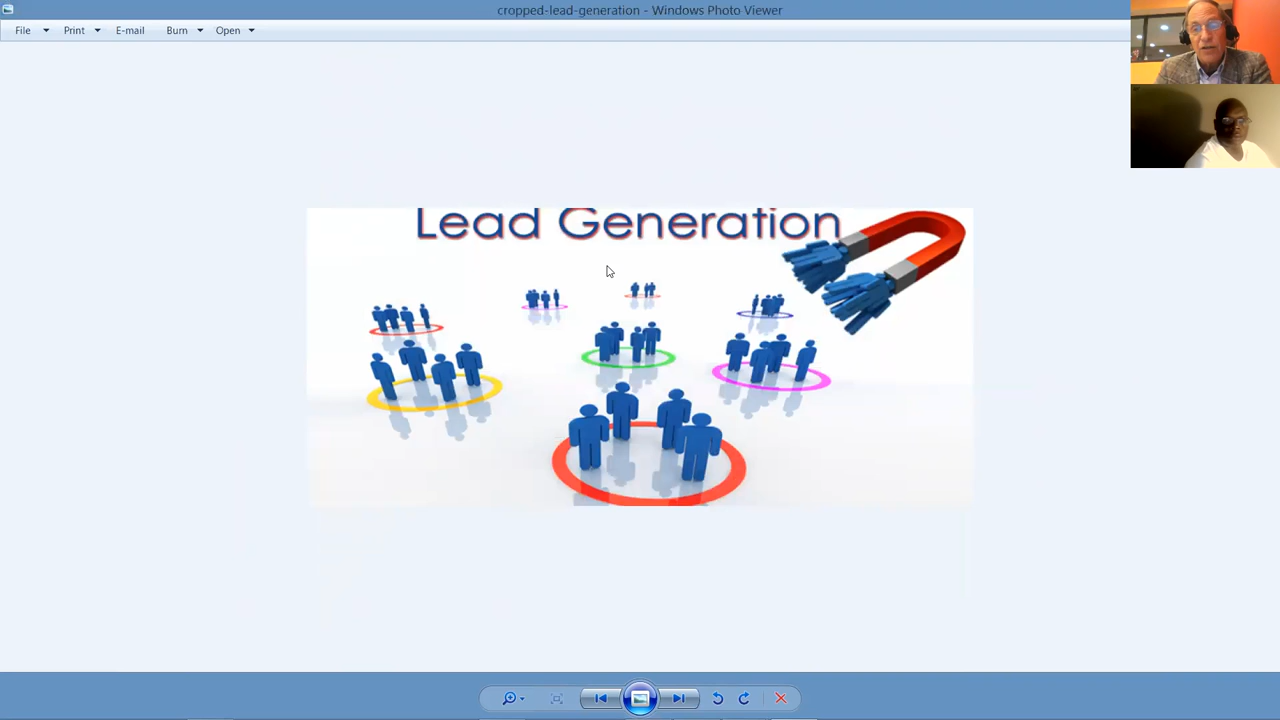 cropped-lead-generation - Windows Photo Viewer
File Print E-mail Burn Open
Lead Generation